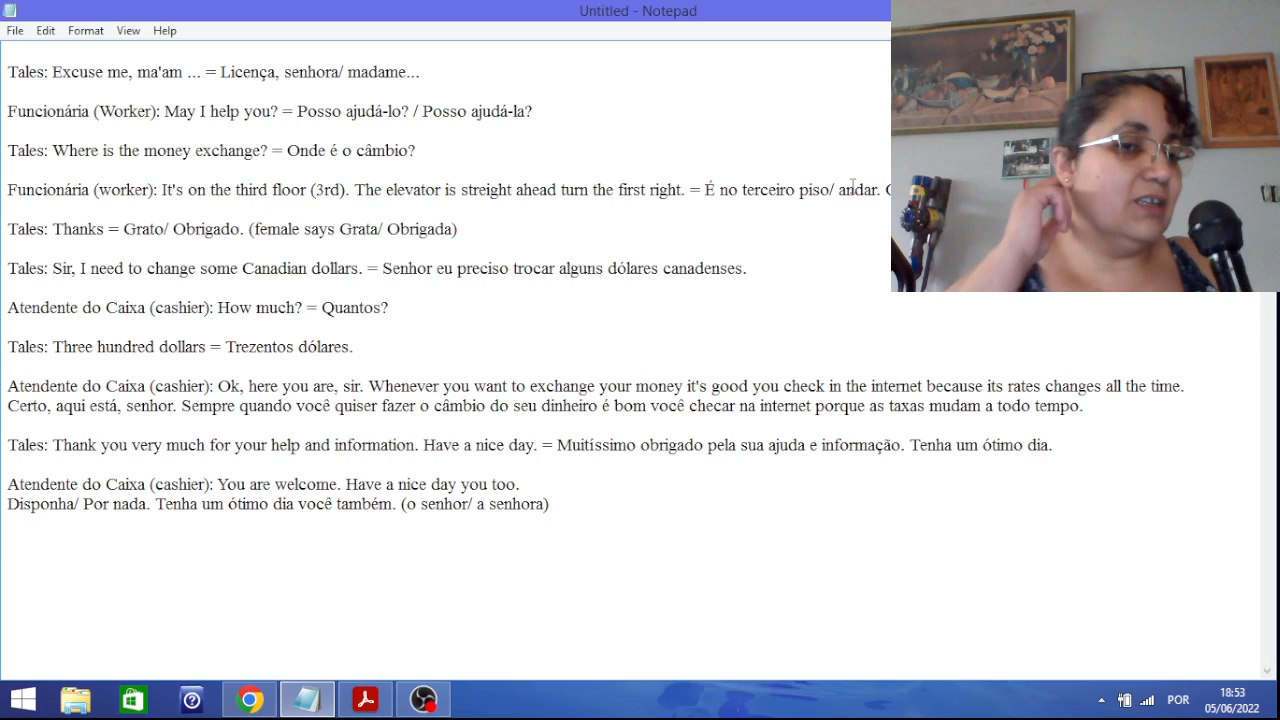 Untitled - Notepad
File Edit Format View Help
Tales: Excuse me, ma'am ... = Licença, senhora/ madame...
Funcionária (Worker): May I help you? = Posso ajudá-lo? / Posso ajudá-la?
Tales: Where is the money exchange? = Onde é o câmbio?
Funcionária (worker): It's on the third floor (3rd). The elevator is streight ahead turn the first right. = É no terceiro piso/ andar.
Tales: Thanks = Grato/ Obrigado. (female says Grata/ Obrigada)
Tales: Sir, I need to change some Canadian dollars. = Senhor eu preciso trocar alguns dólares canadenses.
Atendente do Caixa (cashier): How much? = Quantos?
Tales: Three hundred dollars = Trezentos dólares.
Atendente do Caixa (cashier): Ok, here you are, sir. Whenever you want to exchange your money it's good you check in the internet because its rates changes all the time.
Certo, aqui está, senhor. Sempre quando você quiser fazer o câmbio do seu dinheiro é bom você checar na internet porque as taxas mudam a todo tempo.
Tales: Thank you very much for your help and information. Have a nice day. = Muitíssimo obrigado pela sua ajuda e informação. Tenha um ótimo dia.
Atendente do Caixa (cashier): You are welcome. Have a nice day you too.
Disponha/ Por nada. Tenha um ótimo dia você também. (o senhor/ a senhora)
POR
18:53
05/06/2022